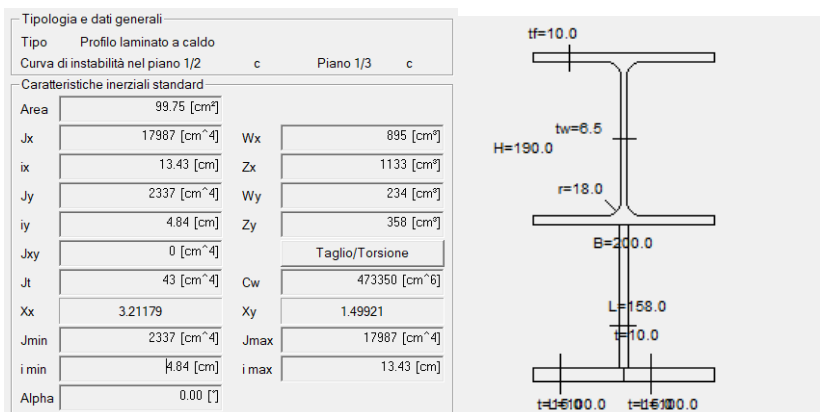 Tipologia e dati generali
Tipo Profilo laminato a caldo
Curva di instabilità nel piano 1/2 c Piano 1/3 c
Caratteristiche inerziali standard
Area 99.75 [cm²]
Jx 17987 [cm^4] Wx 895 [cm³]
ix 13.43 [cm] Zx 1133 [cm³]
Jy 2337 [cm^4] Wy 234 [cm³]
iy 4.84 [cm] Zy 358 [cm³]
Jxy 0 [cm^4] Taglio/Torsione
Jt 43 [cm^4] Cw 473350 [cm^6]
Xx 3.21179 Xy 1.49921
Jmin 2337 [cm^4] Jmax 17987 [cm^4]
i min 4.84 [cm] i max 13.43 [cm]
Alpha 0.00 [°]
tf=10.0
tw=6.5
H=190.0
r=18.0
B=200.0
L=158.0
t=10.0